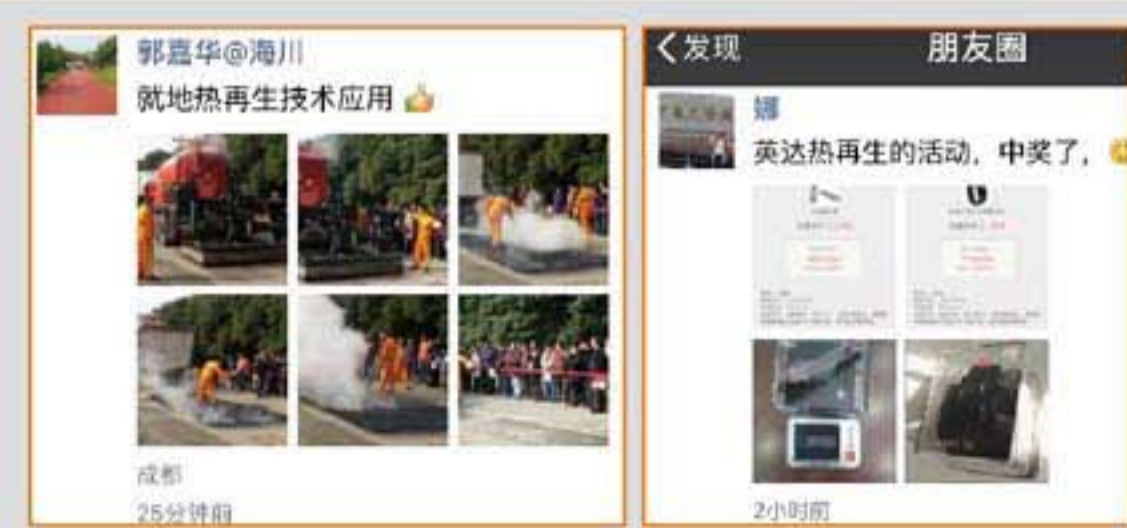 郭嘉华@海川
就地热再生技术应用 👍
成都
25分钟前
发现
朋友圈
娜
英达热再生的活动，中奖了，
2小时前